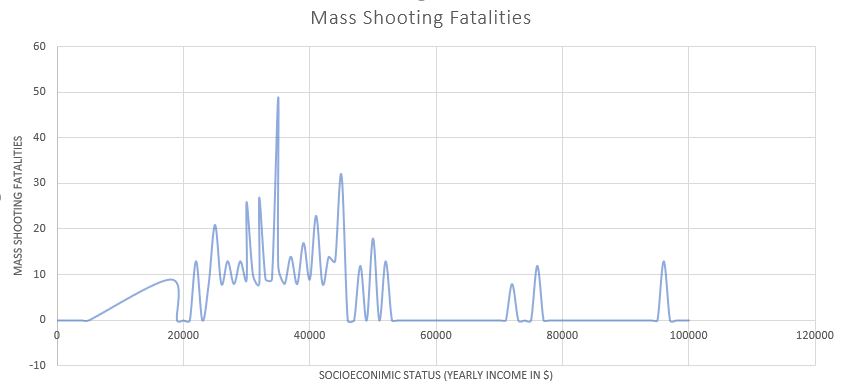 Mass Shooting Fatalities
60
50
40
30
20
10
0
-10
MASS SHOOTING FATALITIES
0 20000 40000 60000 80000 100000 120000
SOCIOECONIMIC STATUS (YEARLY INCOME IN $)